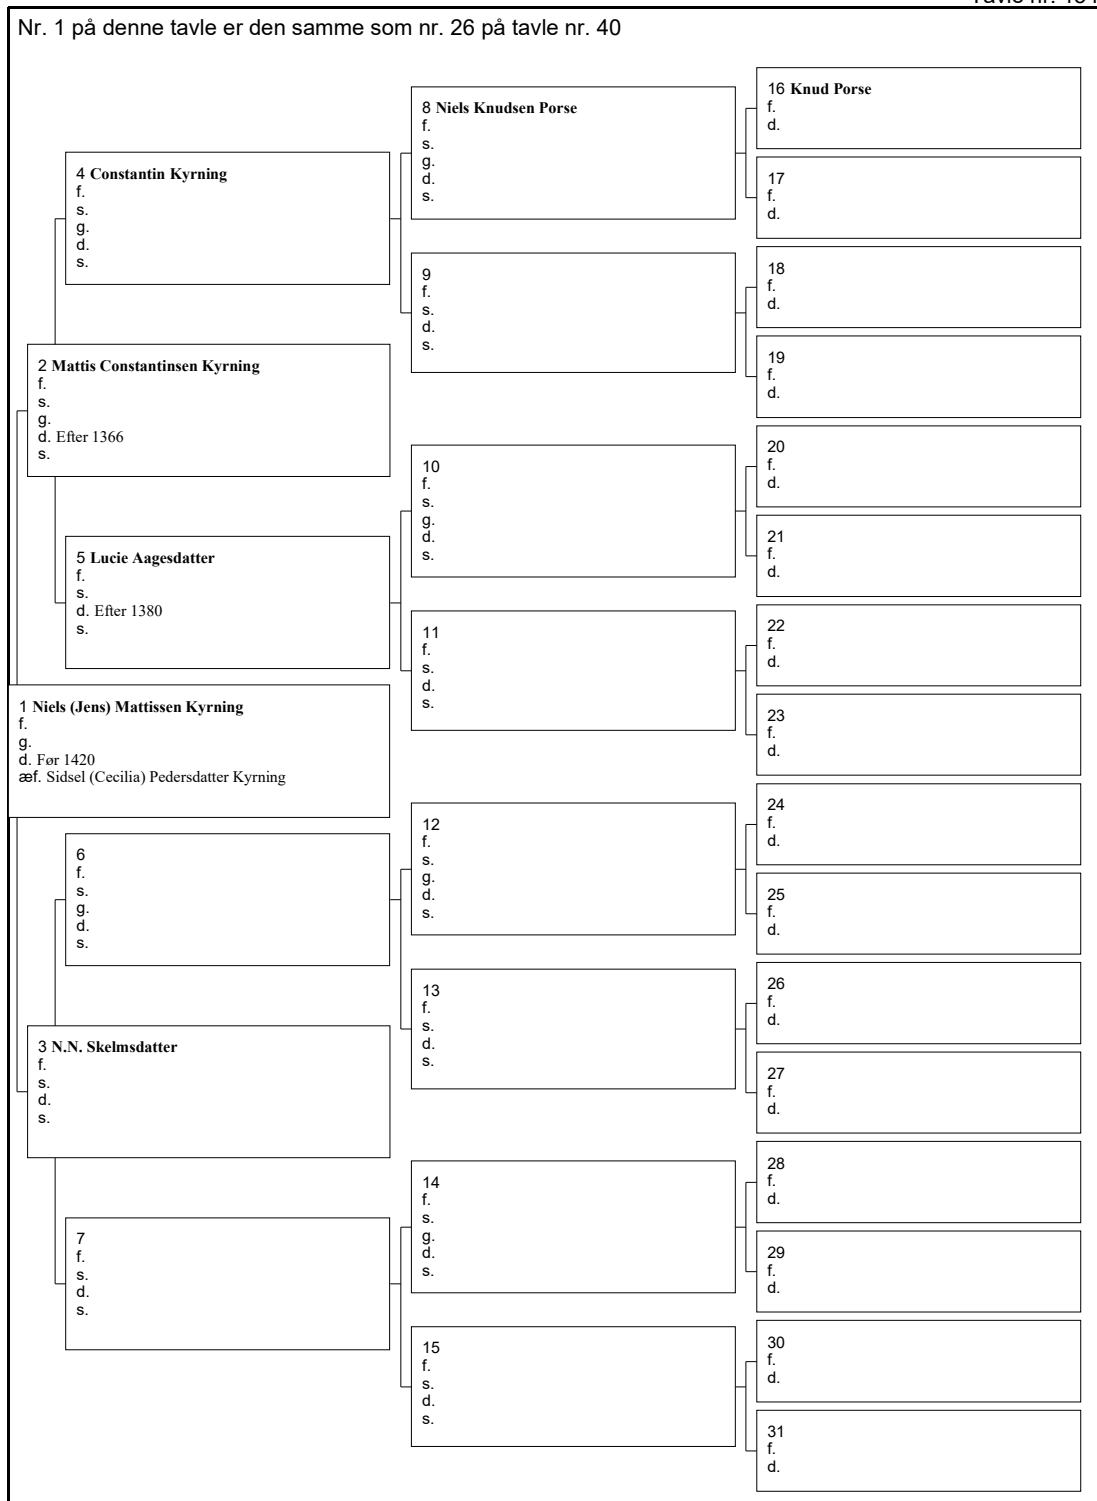 Nr. 1 på denne tavle er den samme som nr. 26 på tavle nr. 40
16 Knud Porse
f.
d.
8 Niels Knudsen Porse
f.
s.
g.
d.
s.
17
f.
d.
4 Constantin Kyrning
f.
s.
g.
d.
s.
18
f.
d.
9
f.
s.
d.
s.
19
f.
d.
2 Mattis Constantinsen Kyrning
f.
s.
g.
d. Efter 1366
s.
20
f.
d.
10
f.
s.
g.
d.
s.
21
f.
d.
5 Lucie Aagesdatter
f.
s.
d. Efter 1380
s.
22
f.
d.
11
f.
s.
d.
s.
23
f.
d.
1 Niels (Jens) Mattissen Kyrning
f.
g.
d. Før 1420
æf. Sidsel (Cecilia) Pedersdatter Kyrning
24
f.
d.
12
f.
s.
g.
d.
s.
25
f.
d.
6
f.
s.
g.
d.
s.
26
f.
d.
13
f.
s.
d.
s.
27
f.
d.
3 N.N. Skelmsdatter
f.
s.
d.
s.
28
f.
d.
14
f.
s.
g.
d.
s.
29
f.
d.
7
f.
s.
d.
s.
30
f.
d.
15
f.
s.
d.
s.
31
f.
d.